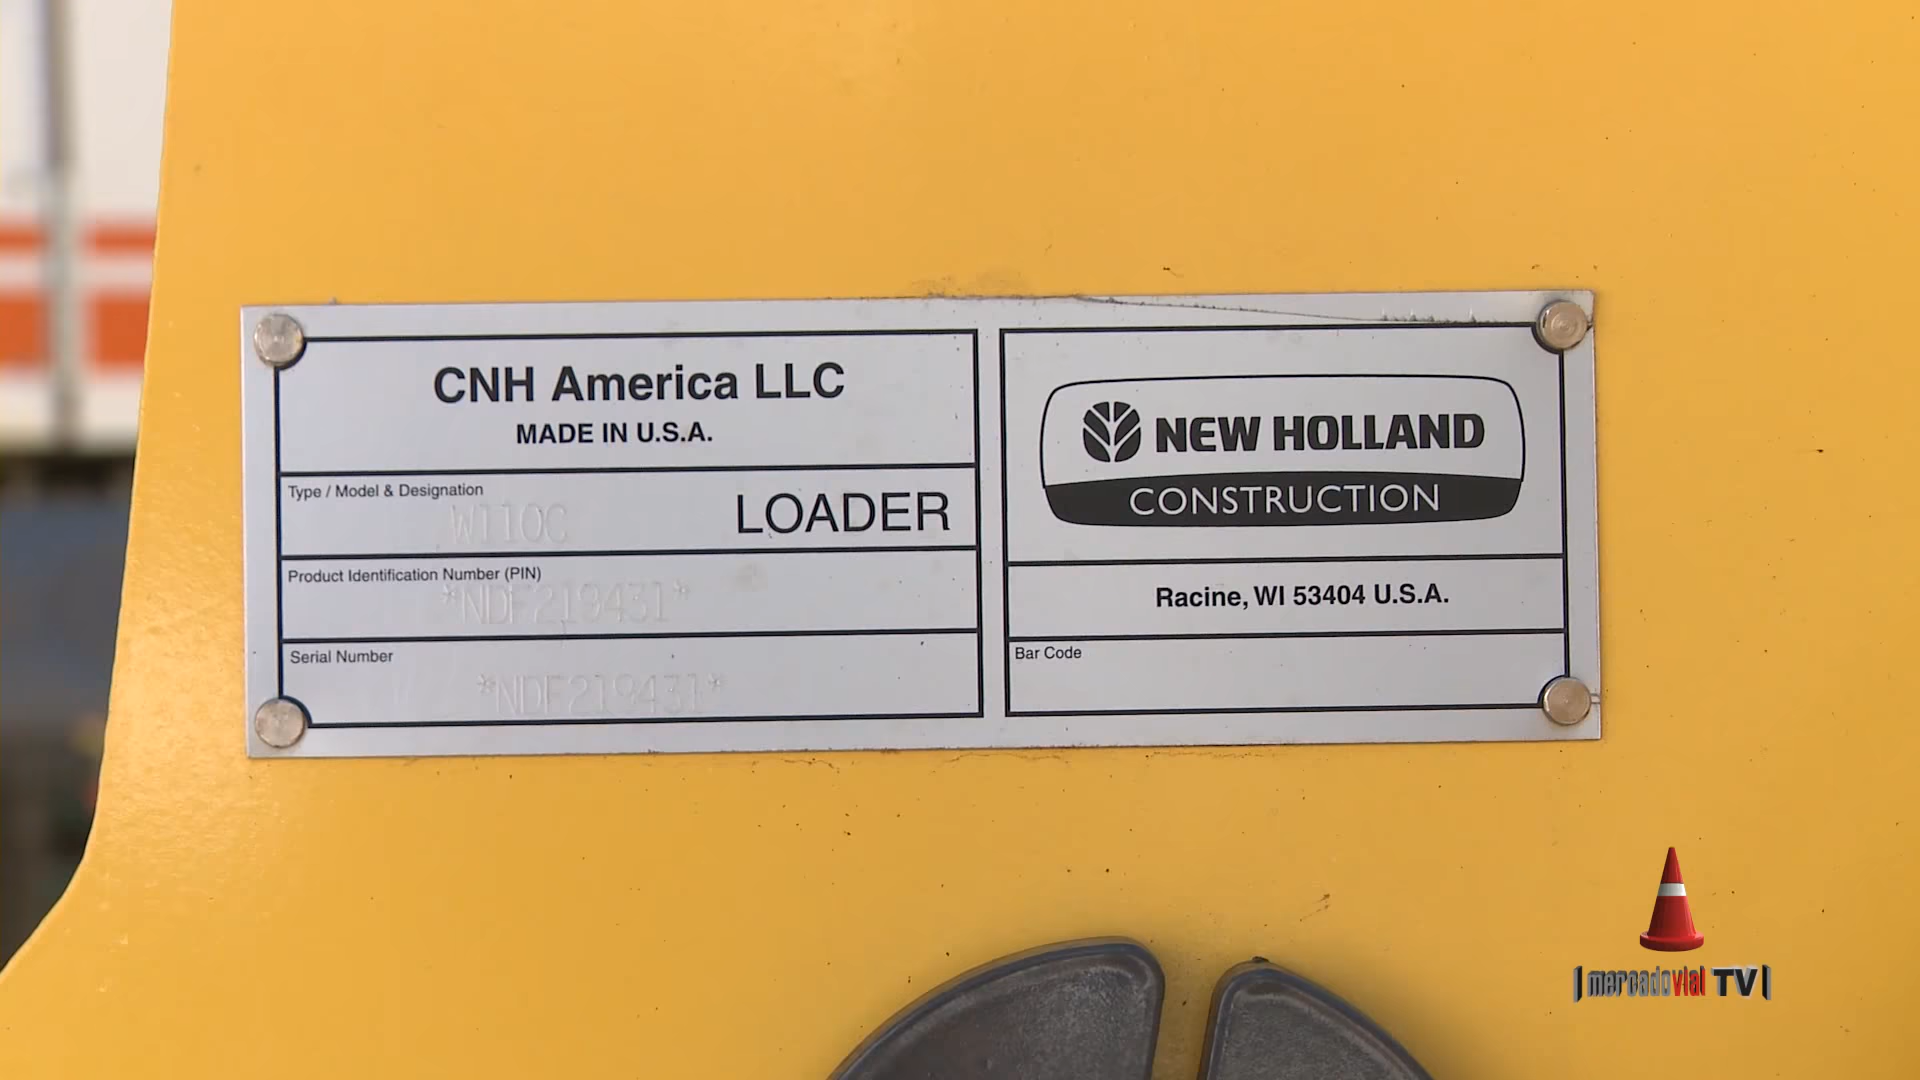 CNH America LLC
MADE IN U.S.A.
Type / Model & Designation
W110C
LOADER
Product Identification Number (PIN)
*NDF219431*
Serial Number
*NDF219431*
NEW HOLLAND
CONSTRUCTION
Racine, WI 53404 U.S.A.
Bar Code
mercadovial TV